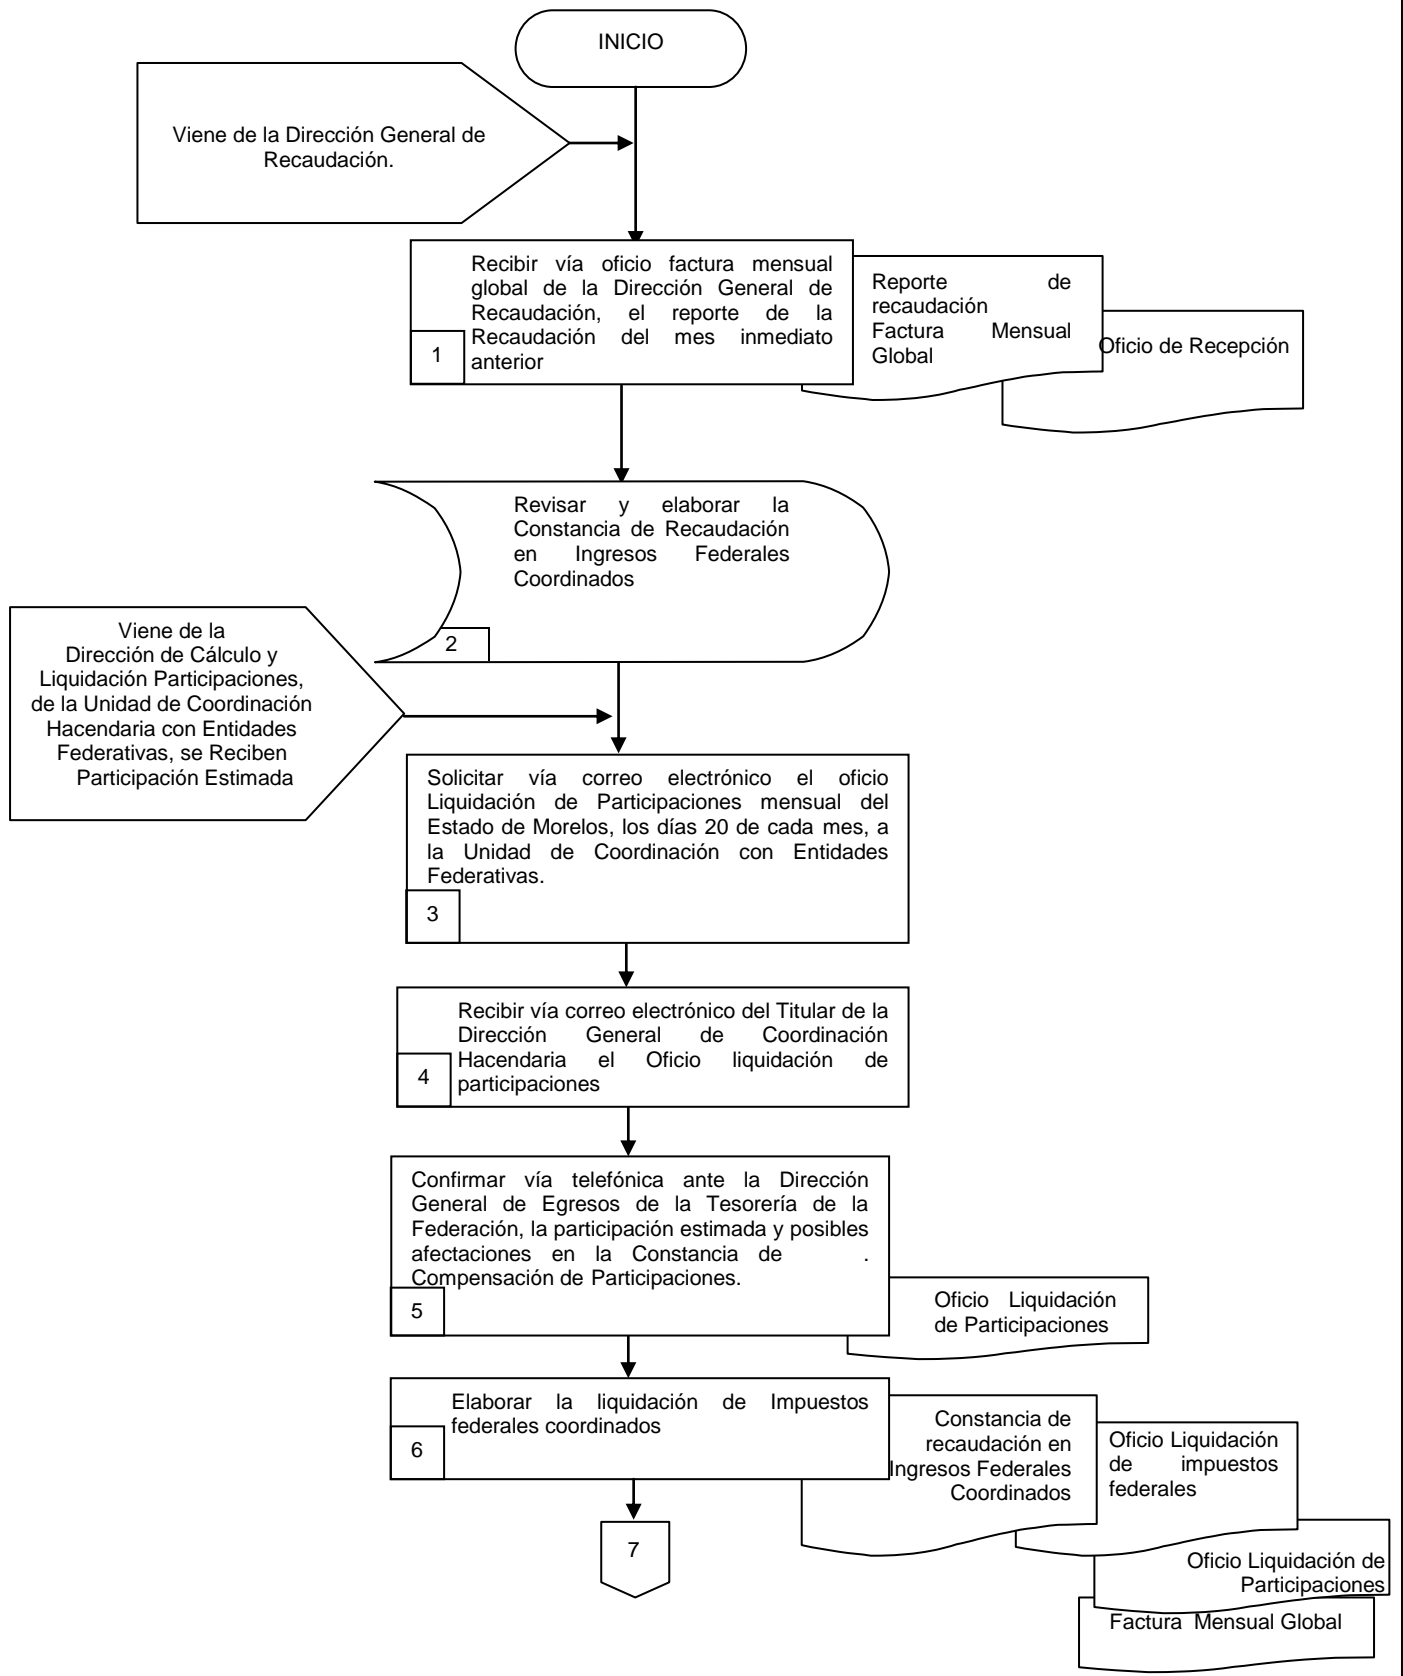 INICIO
Viene de la Dirección General de
Recaudación.
Recibir vía oficio factura mensual
global de la Dirección General de
Recaudación, el reporte de la
Recaudación del mes inmediato
anterior
1
Reporte de
recaudación
Factura Mensual
Global
Oficio de Recepción
Revisar y elaborar la
Constancia de Recaudación
en Ingresos Federales
Coordinados
2
Viene de la
Dirección de Cálculo y
Liquidación Participaciones,
de la Unidad de Coordinación
Hacendaria con Entidades
Federativas, se Reciben
Participación Estimada
Solicitar vía correo electrónico el oficio
Liquidación de Participaciones mensual del
Estado de Morelos, los días 20 de cada mes, a
la Unidad de Coordinación con Entidades
Federativas.
3
Recibir vía correo electrónico del Titular de la
Dirección General de Coordinación
Hacendaria el Oficio liquidación de
participaciones
4
Confirmar vía telefónica ante la Dirección
General de Egresos de la Tesorería de la
Federación, la participación estimada y posibles
afectaciones en la Constancia de .
Compensación de Participaciones.
5
Oficio Liquidación
de Participaciones
Elaborar la liquidación de Impuestos
federales coordinados
6
Constancia de
recaudación en
Ingresos Federales
Coordinados
Oficio Liquidación
de impuestos
federales
Oficio Liquidación de
Participaciones
Factura Mensual Global
7